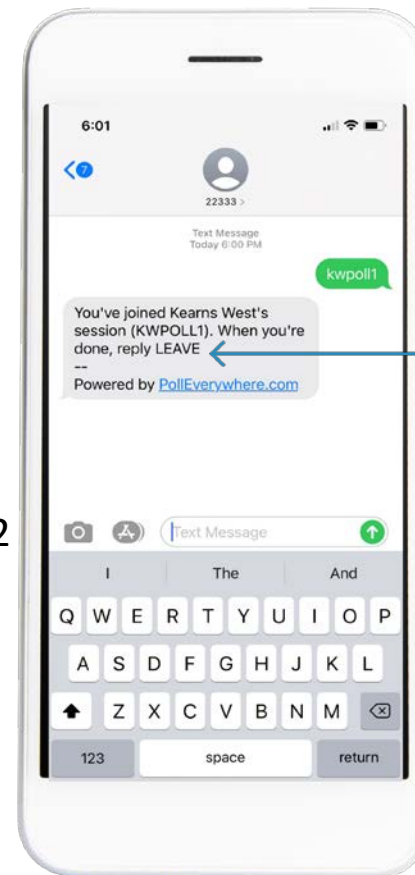 6:01
7
22333 >
Text Message
Today 6:00 PM
kwpoll1
You've joined Kearns West's
session (KWPOLL1). When you're
done, reply LEAVE
--
Powered by PollEverywhere.com
2
Text Message
I The And
Q W E R T Y U I O P
A S D F G H J K L
Z X C V B N M
123 space return